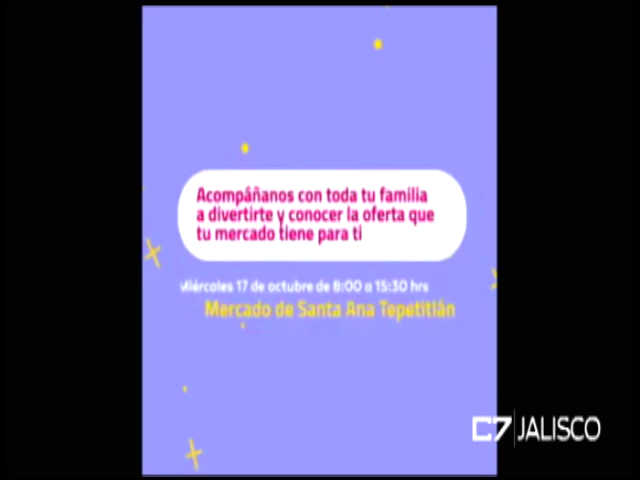 Acompáñanos con toda tu familia
a divertirte y conocer la oferta que
tu mercado tiene para ti
Miércoles 17 de octubre de 8:00 a 15:30 hrs
Mercado de Santa Ana Tepetitlán
C7 JALISCO